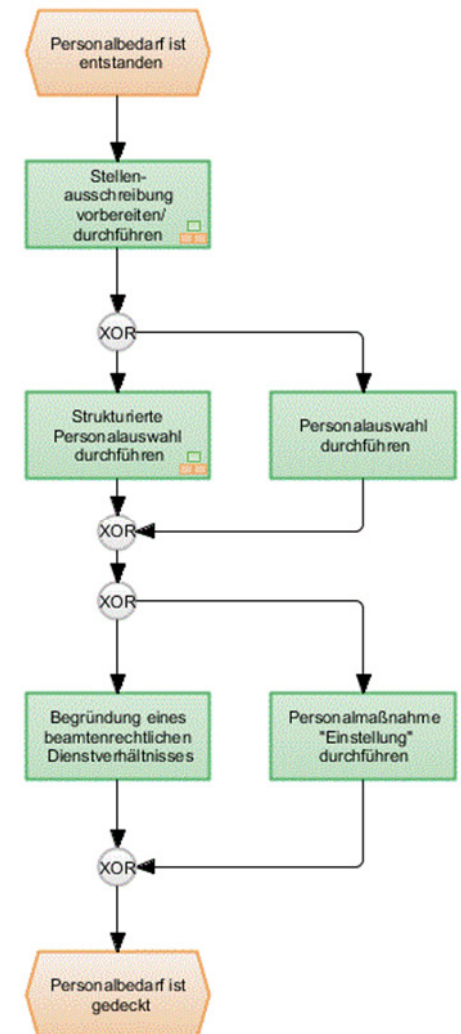 Personalbedarf ist
entstanden
Stellen-
ausschreibung
vorbereiten/
durchführen
XOR
Strukturierte
Personalauswahl
durchführen
Personalauswahl
durchführen
XOR
XOR
Begründung eines
beamtenrechtlichen
Dienstverhältnisses
Personalmaßnahme
"Einstellung"
durchführen
XOR
Personalbedarf ist
gedeckt